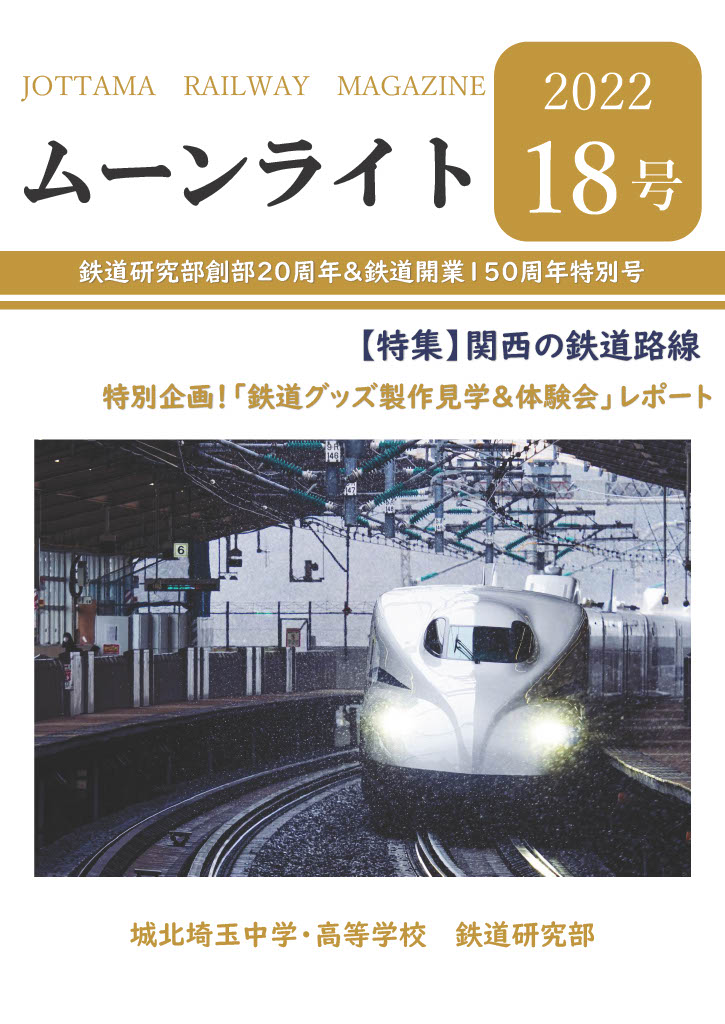 JOTTAMA RAILWAY MAGAZINE
ムーンライト
2022
18号
鉄道研究部創部20周年&鉄道開業150周年特別号
【特集】関西の鉄道路線
特別企画!「鉄道グッズ製作見学&体験会」レポート
146
147
6
城北埼玉中学・高等学校 鉄道研究部